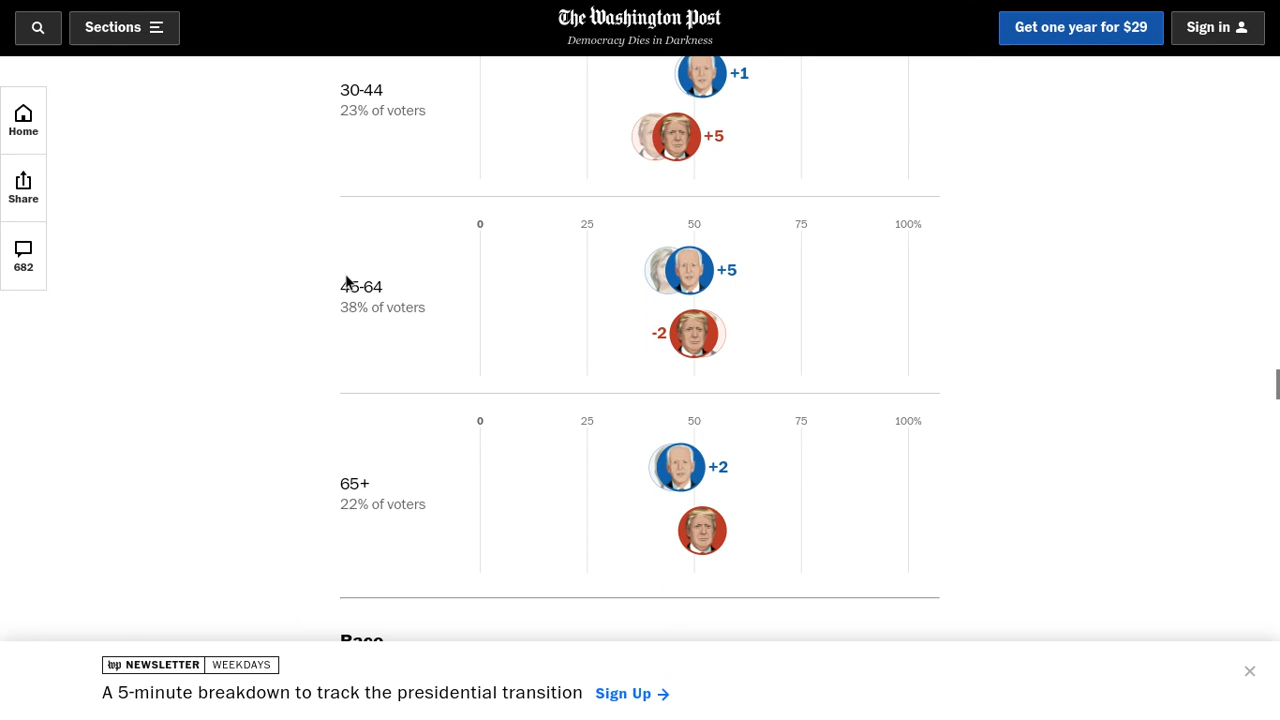 Sections
The Washington Post
Democracy Dies in Darkness
Get one year for $29
Sign in
Home
Share
682
30-44
23% of voters
+1
+5
0 25 50 75 100%
45-64
38% of voters
+5
-2
0 25 50 75 100%
65+
22% of voters
+2
Race
wp NEWSLETTER WEEKDAYS
A 5-minute breakdown to track the presidential transition Sign Up →